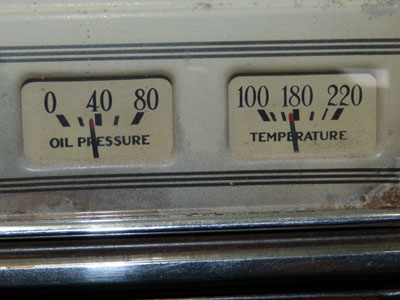 0 40 80
OIL PRESSURE
100 180 220
TEMPERATURE